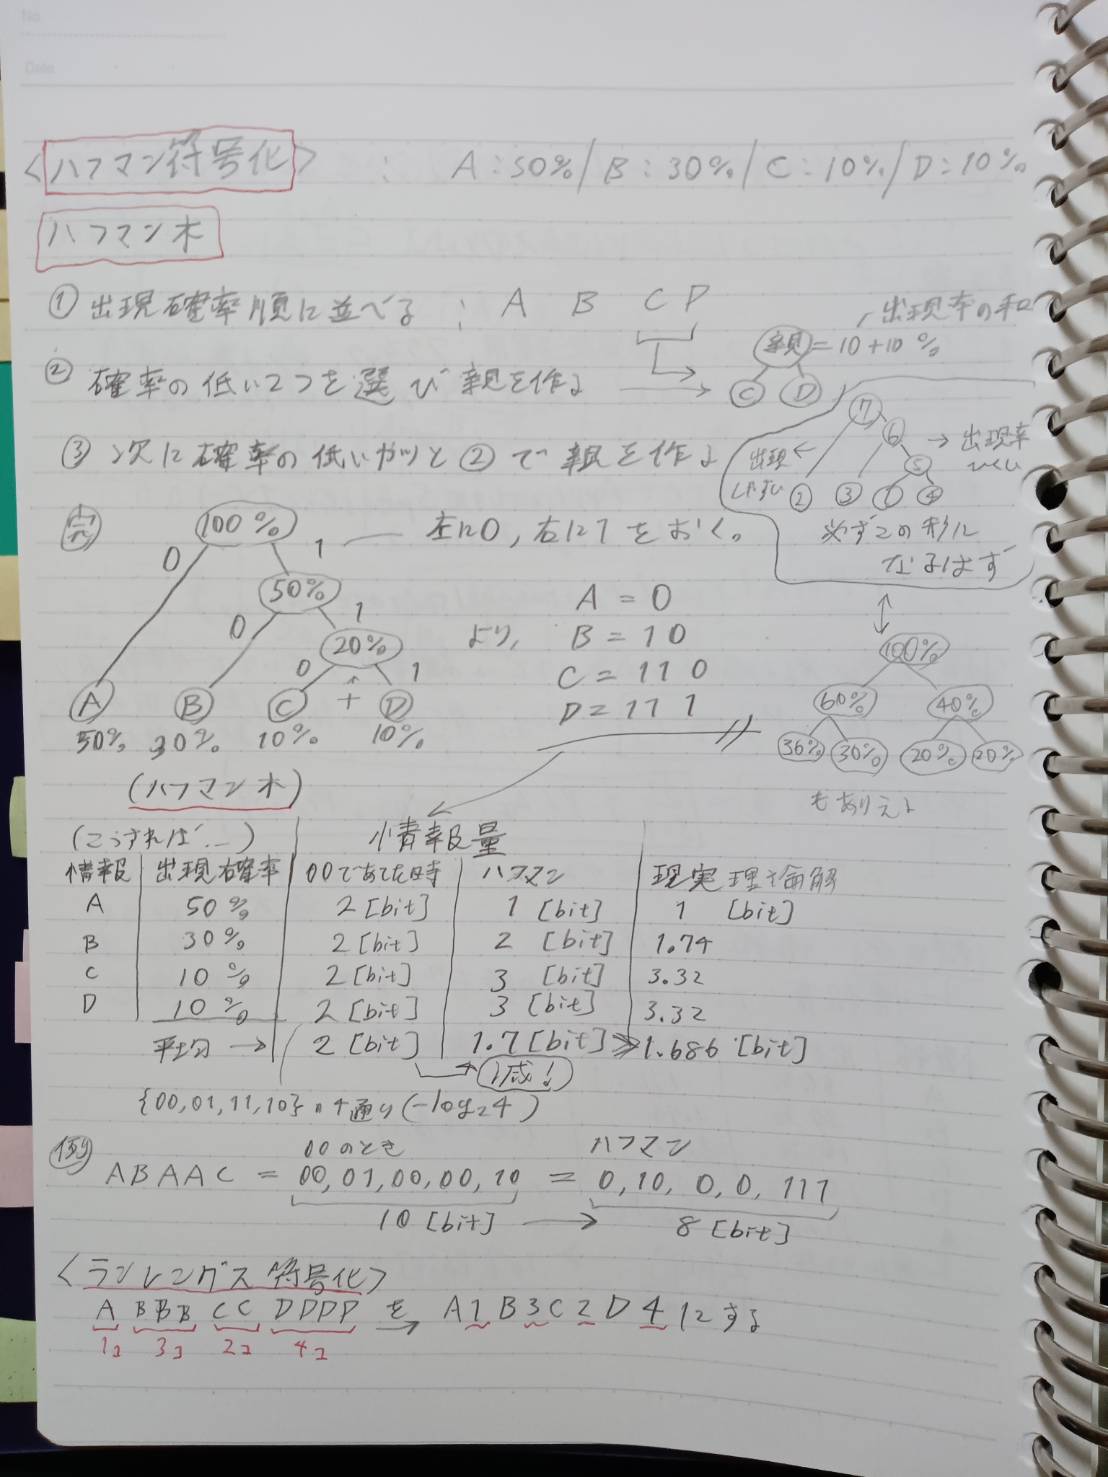 No
Date
<ハフマン符号化> : A:50%/B:30%/C:10%/D:10%
ハフマン木
① 出現確率順に並べる : A B C D
出現率の和
親 = 10+10%
C D
② 確率の低い2つを選び親を作る
③ 次に確率の低いやつと②で親を作る
7
6
5
② ③ ① ④
出現しやすい
→ 出現率ひくい
必ずこの形になるはず
完
100%
0 1
左に0, 右に1をおく。
50%
0 1
20%
0 + 1
A B C D
50% 30% 10% 10%
(ハフマン木)
より,
A = 0
B = 10
C = 110
D = 111
100%
60% 40%
36% 30% 20% 20%
もありえる
(こうすれば…) 情報量
情報 出現確率 00であてた時 ハフマン 現実理論解
A 50% 2[bit] 1[bit] 1 [bit]
B 30% 2[bit] 2 [bit] 1.74
C 10% 2[bit] 3 [bit] 3.32
D 10% 2[bit] 3 [bit] 3.32
平均 → 2[bit] 1.7[bit] ≫ 1.686[bit]
減!
{00,01,11,10}の4通り(-log₂4)
例 00のとき ハフマン
ABAAC = 00,01,00,00,10 = 0,10, 0,0, 111
10[bit] → 8[bit]
<ランレングス符号化>
A BBB CC DDDD を A1B3C2D4にする
1コ 3コ 2コ 4コ